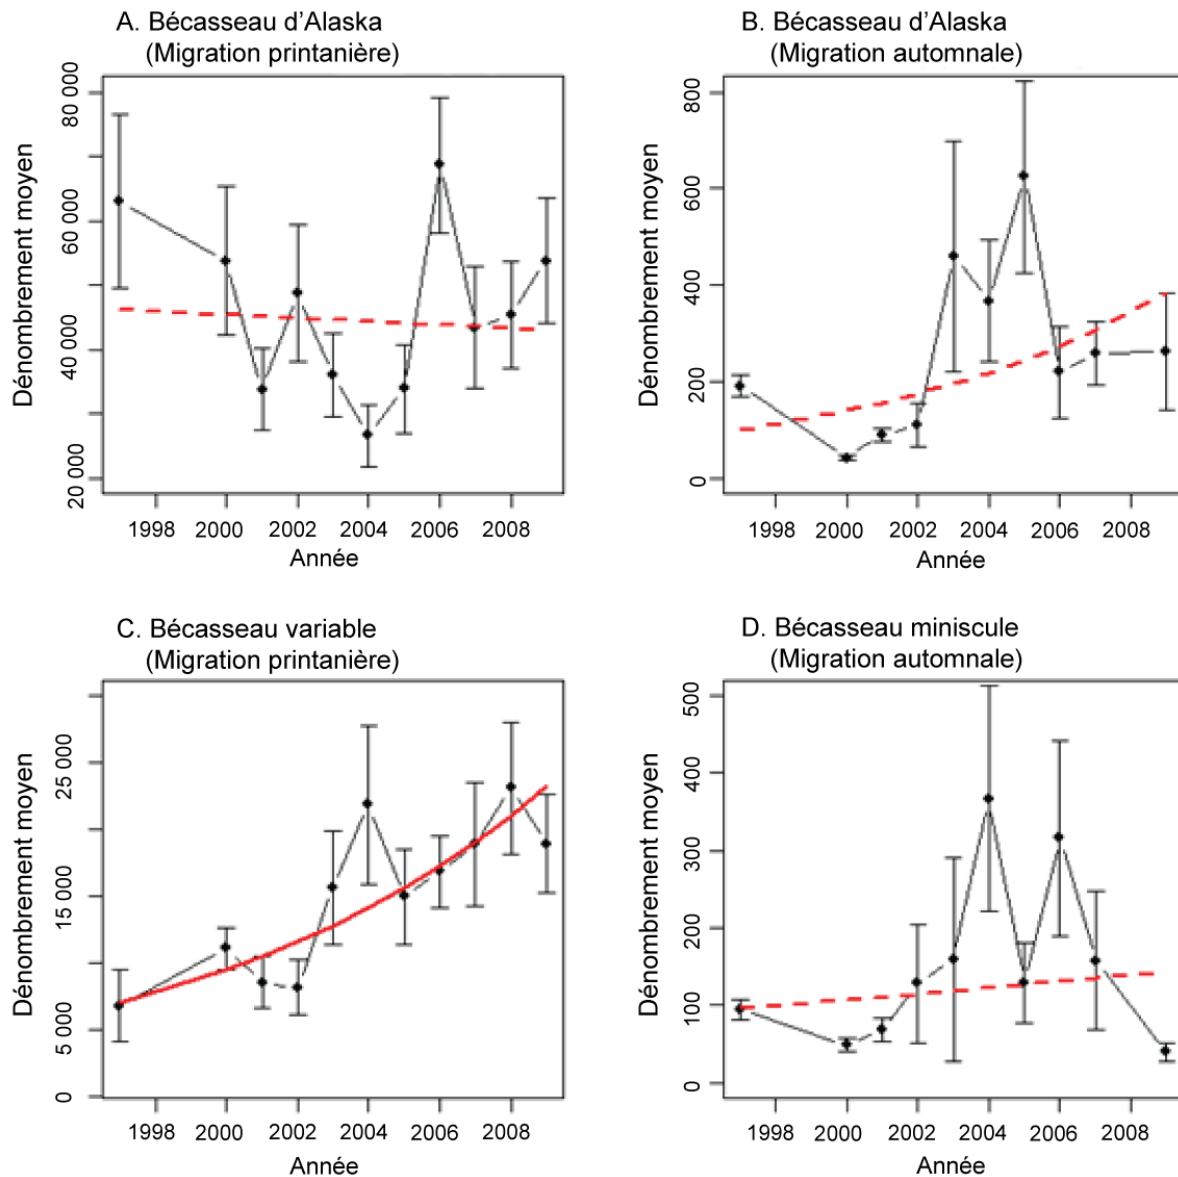 A. Bécasseau d'Alaska
(Migration printanière)
80 000
60 000
40 000
20 000
Dénombrement moyen
1998 2000 2002 2004 2006 2008
Année
B. Bécasseau d'Alaska
(Migration automnale)
800
600
400
200
0
Dénombrement moyen
1998 2000 2002 2004 2006 2008
Année
C. Bécasseau variable
(Migration printanière)
25 000
15 000
5 000
0
Dénombrement moyen
1998 2000 2002 2004 2006 2008
Année
D. Bécasseau miniscule
(Migration automnale)
500
400
300
200
100
0
Dénombrement moyen
1998 2000 2002 2004 2006 2008
Année